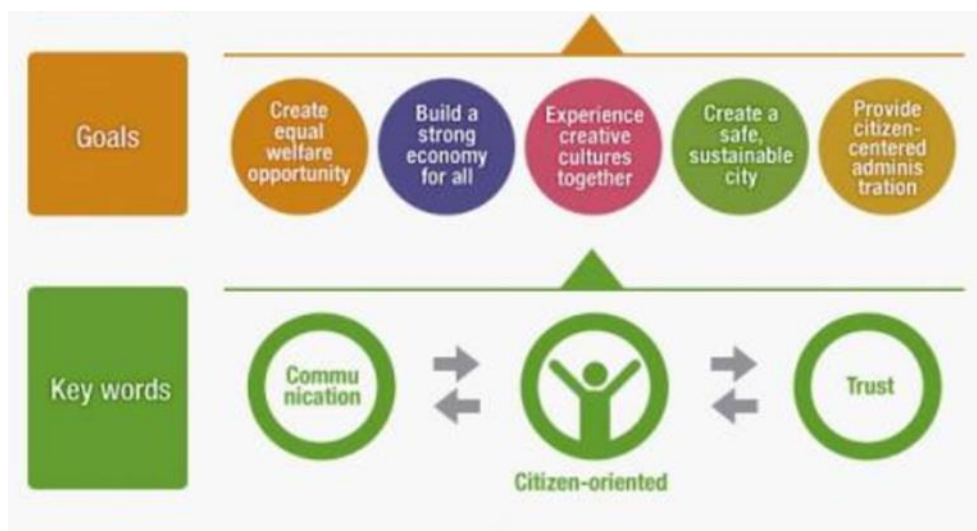 Goals
Create
equal
welfare
opportunity
Build a
strong
economy
for all
Experience
creative
cultures
together
Create a
safe,
sustainable
city
Provide
citizen-
centered
adminis
tration
Key words
Commu
nication
Citizen-oriented
Trust